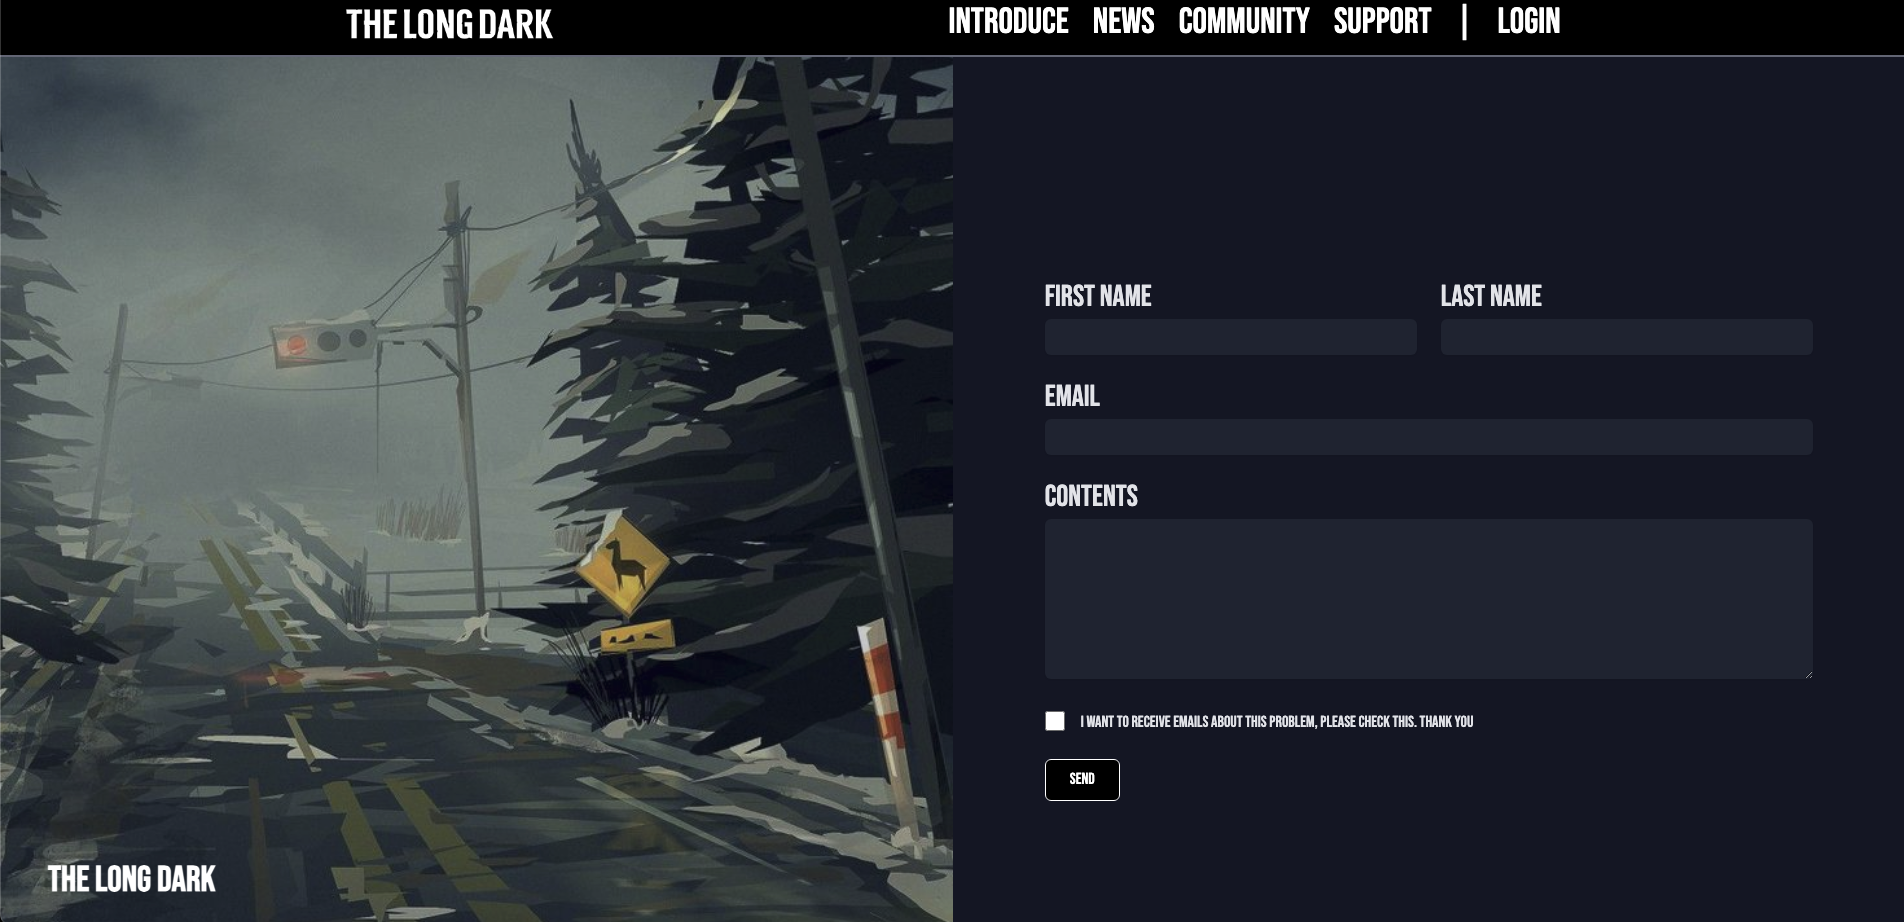 THE LONG DARK
INTRODUCE NEWS COMMUNITY SUPPORT | LOGIN
FIRST NAME
LAST NAME
EMAIL
CONTENTS
I WANT TO RECEIVE EMAILS ABOUT THIS PROBLEM, PLEASE CHECK THIS. THANK YOU
SEND
THE LONG DARK